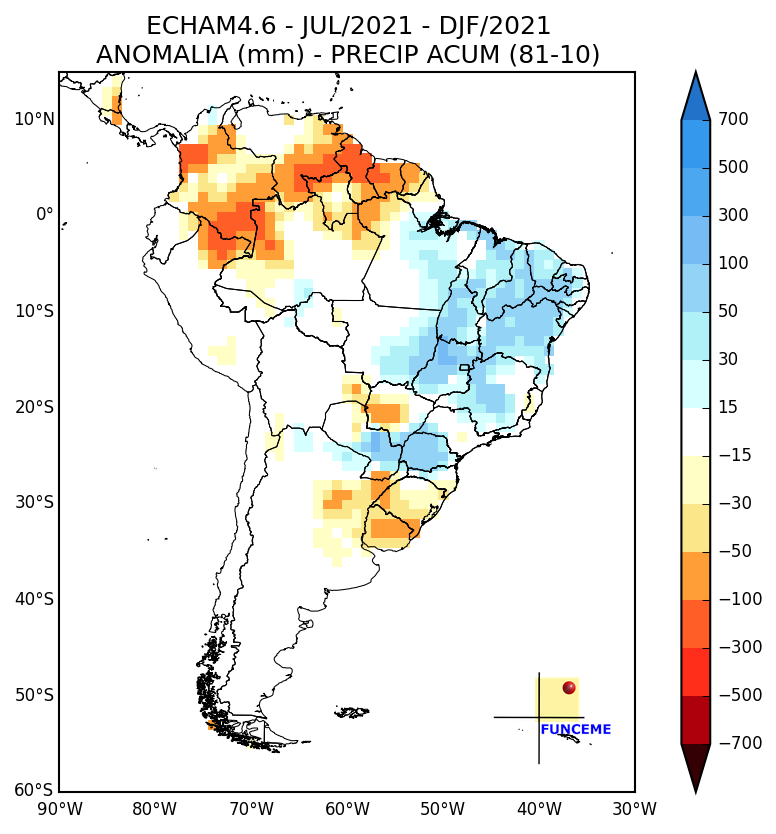 ECHAM4.6 - JUL/2021 - DJF/2021
ANOMALIA (mm) - PRECIP ACUM (81-10)
10°N
0°
10°S
20°S
30°S
40°S
50°S
60°S
90°W 80°W 70°W 60°W 50°W 40°W 30°W
700
500
300
100
50
30
15
−15
−30
−50
−100
−300
−500
−700
FUNCEME